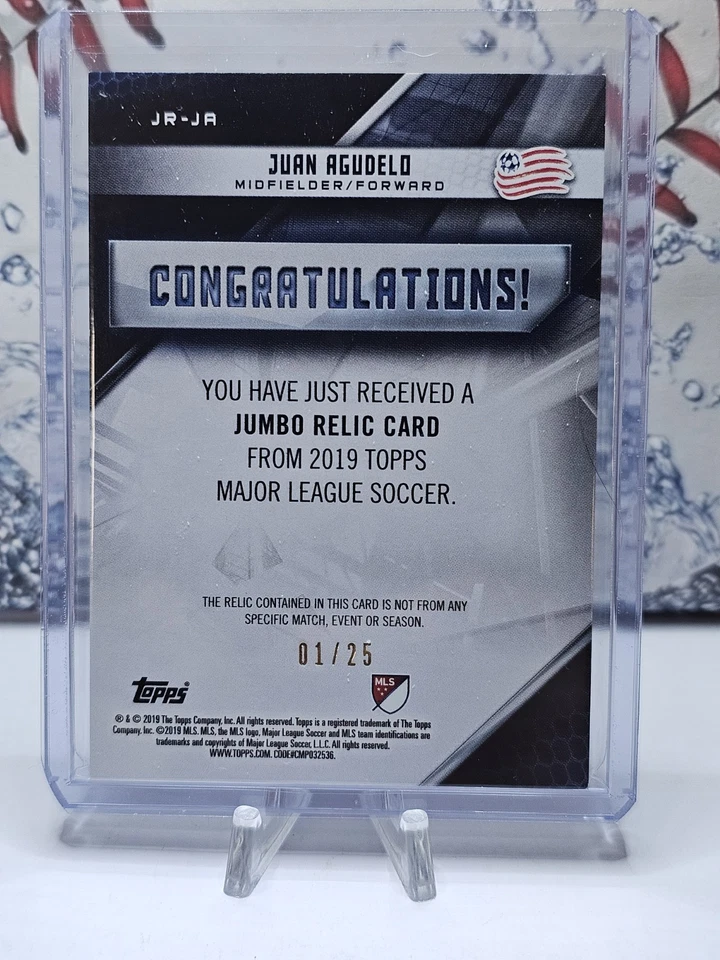 JR-JA
JUAN AGUDELO
MIDFIELDER/FORWARD
CONGRATULATIONS!
YOU HAVE JUST RECEIVED A
JUMBO RELIC CARD
FROM 2019 TOPPS
MAJOR LEAGUE SOCCER.
THE RELIC CONTAINED IN THIS CARD IS NOT FROM ANY
SPECIFIC MATCH, EVENT OR SEASON.
01/25
topps
MLS
® & © 2019 The Topps Company, Inc. All rights reserved. Topps is a registered trademark of The Topps
Company, Inc. ©2019 MLS. MLS, the MLS logo, Major League Soccer and MLS team identifications are
trademarks and copyrights of Major League Soccer, L.L.C. All rights reserved.
WWW.TOPPS.COM. CODE#CMP032536.